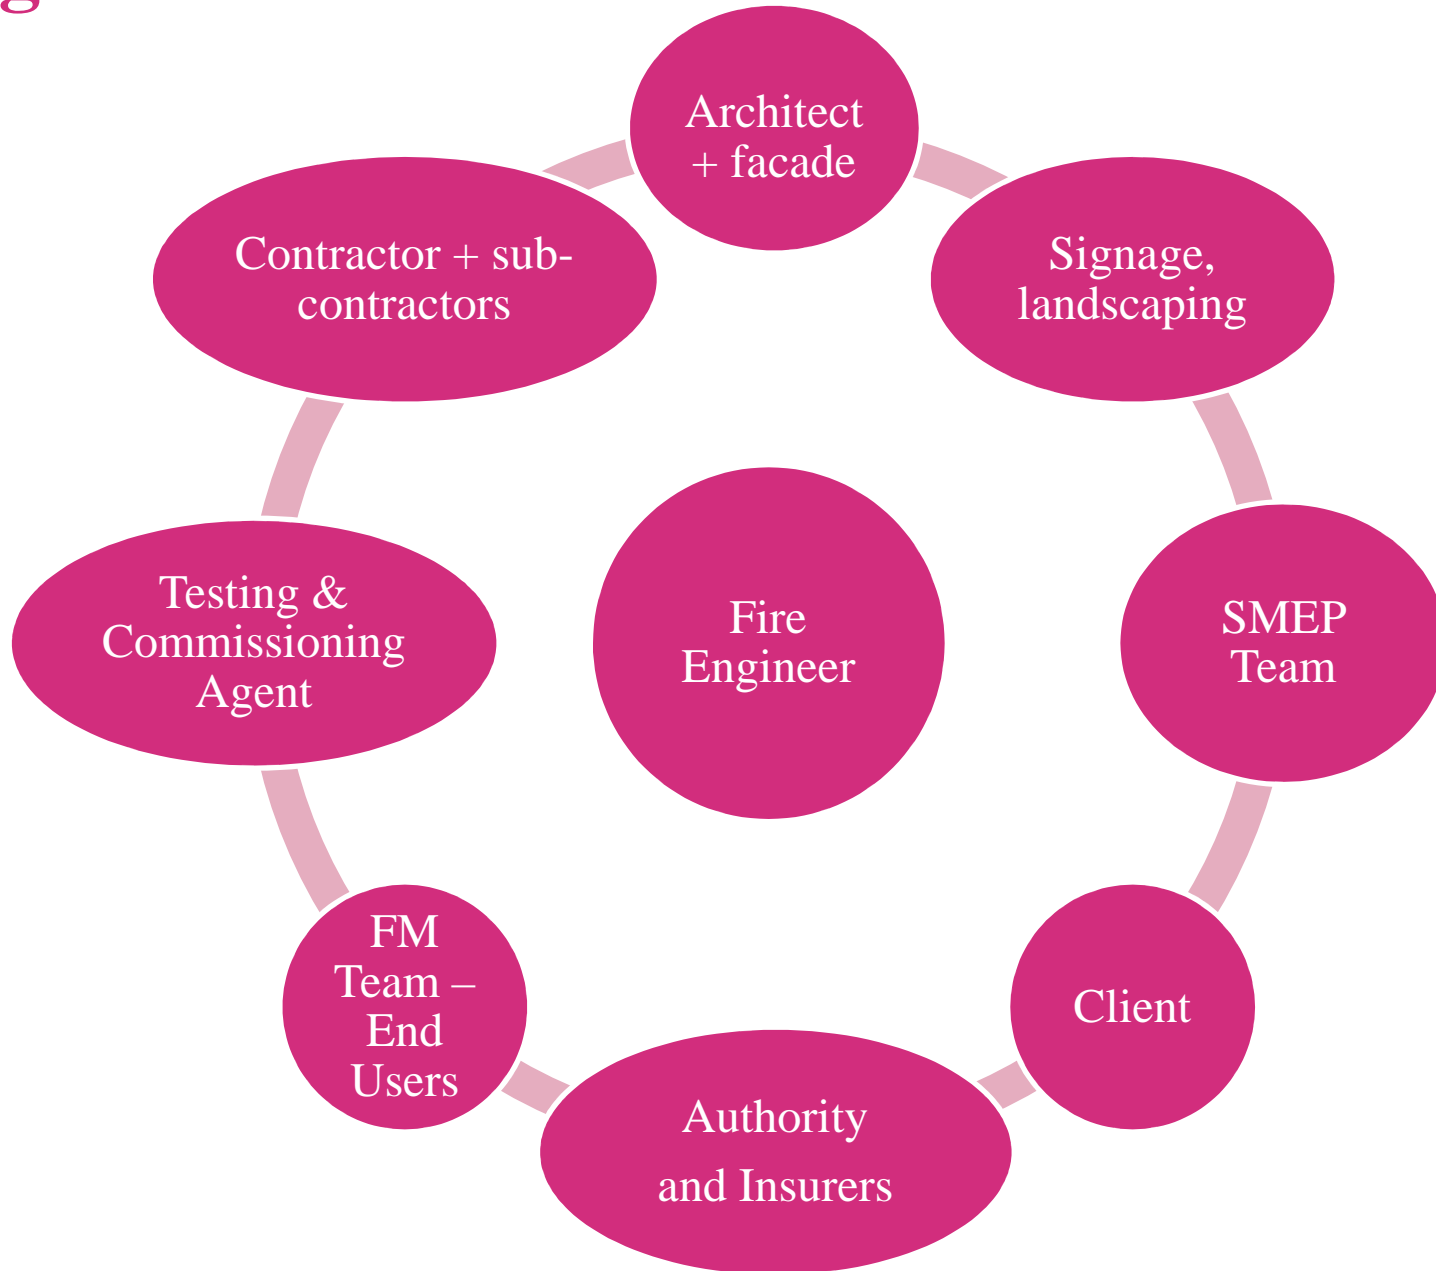 g
Architect
+ facade
Signage,
landscaping
SMEP
Team
Client
Authority
and Insurers
FM
Team –
End
Users
Testing &
Commissioning
Agent
Contractor + sub-
contractors
Fire
Engineer